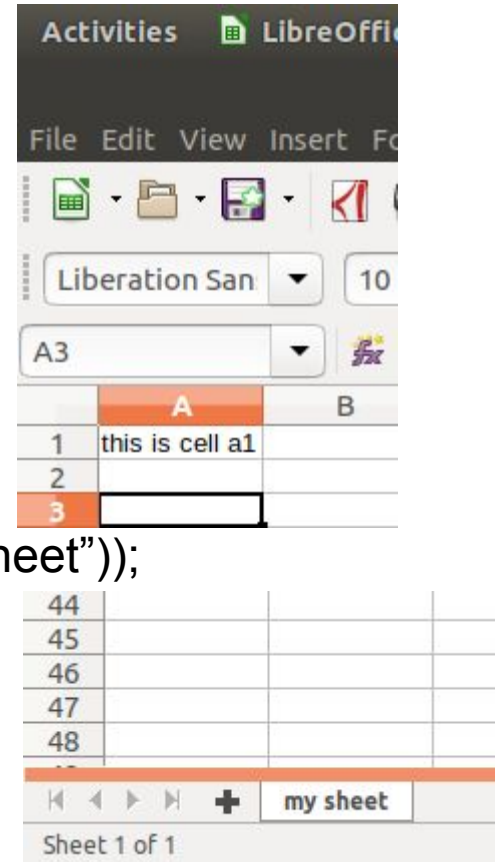 Activities LibreOffi
File Edit View Insert Fo
Liberation San 10
A3 fx
A B
1 this is cell a1
2
3
heet”));
44
45
46
47
48
my sheet
Sheet 1 of 1